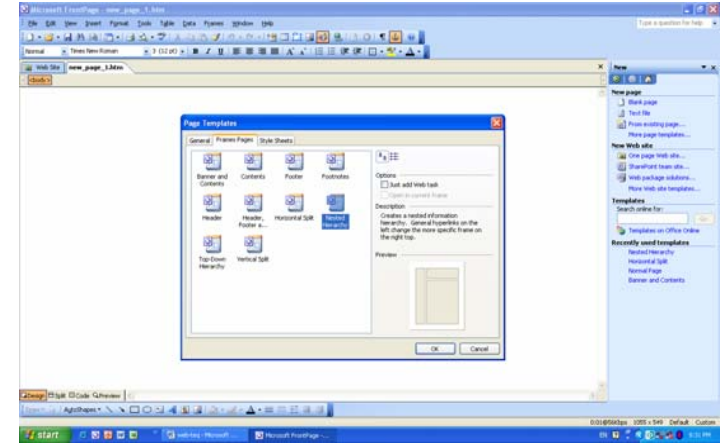 Microsoft FrontPage - new_page_1.htm
File Edit View Insert Format Tools Table Data Frames Window Help
Type a question for help
Normal Times New Roman 3 (12 pt)
Web Site new_page_1.htm
<body>
New
New page
Blank page
Text file
From existing page...
More page templates...
New Web site
One page Web site...
SharePoint team site...
Web package solutions...
More Web site templates...
Templates
Search online for:
Templates on Office Online
Recently used templates
Nested Hierarchy
Horizontal Split
Normal Page
Banner and Contents
Page Templates
General Frames Pages Style Sheets
Banner and Contents
Contents
Footer
Footnotes
Header
Header, Footer a...
Horizontal Split
Nested Hierarchy
Top-Down Hierarchy
Vertical Split
Options
Just add Web task
Open in current frame
Description
Creates a nested information
hierarchy. General hyperlinks on the
left change the more specific frame on
the right top.
Preview
OK Cancel
Design Split Code Preview
AutoShapes
0:01@56Kbps 1055 x 549 Default Custom
start
Microsoft FrontPage -...
EN